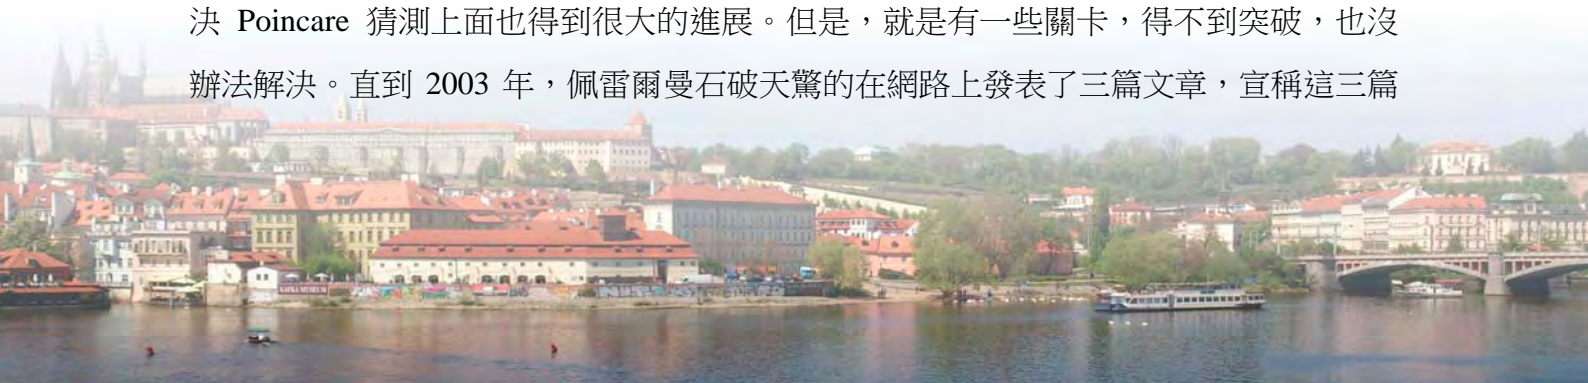 決 Poincare 猜測上面也得到很大的進展。但是，就是有一些關卡，得不到突破，也沒
辦法解決。直到 2003 年，佩雷爾曼石破天驚的在網路上發表了三篇文章，宣稱這三篇
KAFKA MUSEUM